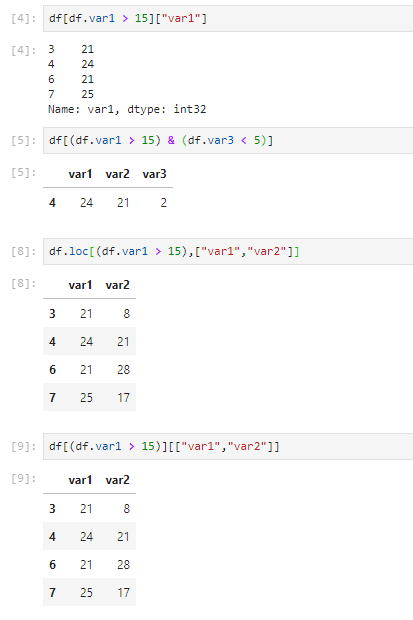 [4]: df[df.var1 > 15]["var1"]
[4]: 3 21
4 24
6 21
7 25
Name: var1, dtype: int32
[5]: df[(df.var1 > 15) & (df.var3 < 5)]
[5]: var1 var2 var3
4 24 21 2
[8]: df.loc[(df.var1 > 15),["var1","var2"]]
[8]: var1 var2
3 21 8
4 24 21
6 21 28
7 25 17
[9]: df[(df.var1 > 15)][["var1","var2"]]
[9]: var1 var2
3 21 8
4 24 21
6 21 28
7 25 17